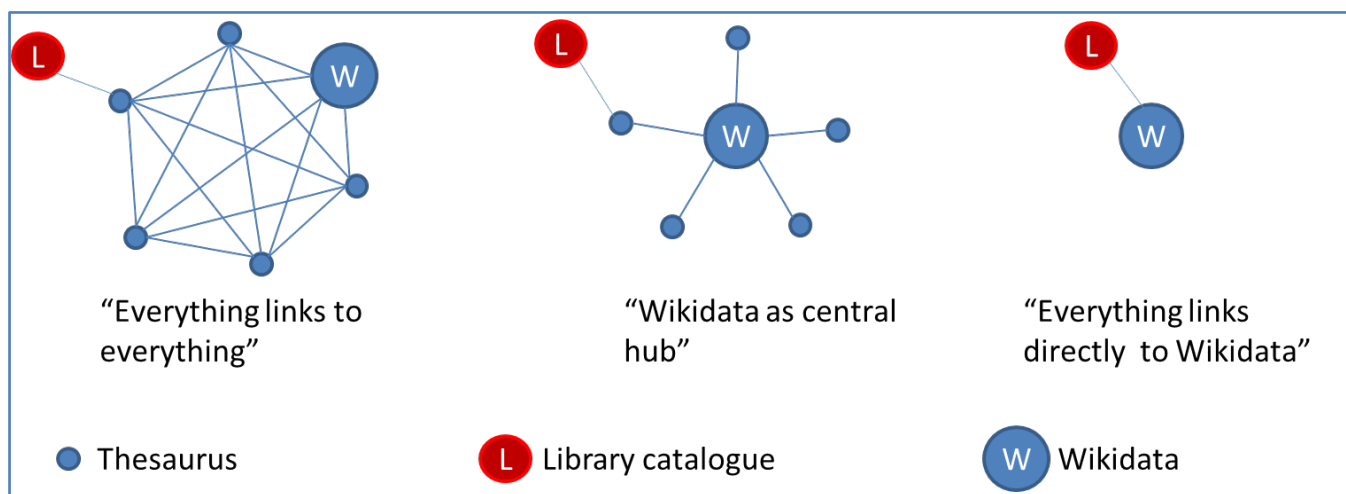 L
W
L
W
L
W
“Everything links to
everything”
“Wikidata as central
hub”
“Everything links
directly to Wikidata”
Thesaurus
L Library catalogue
W Wikidata